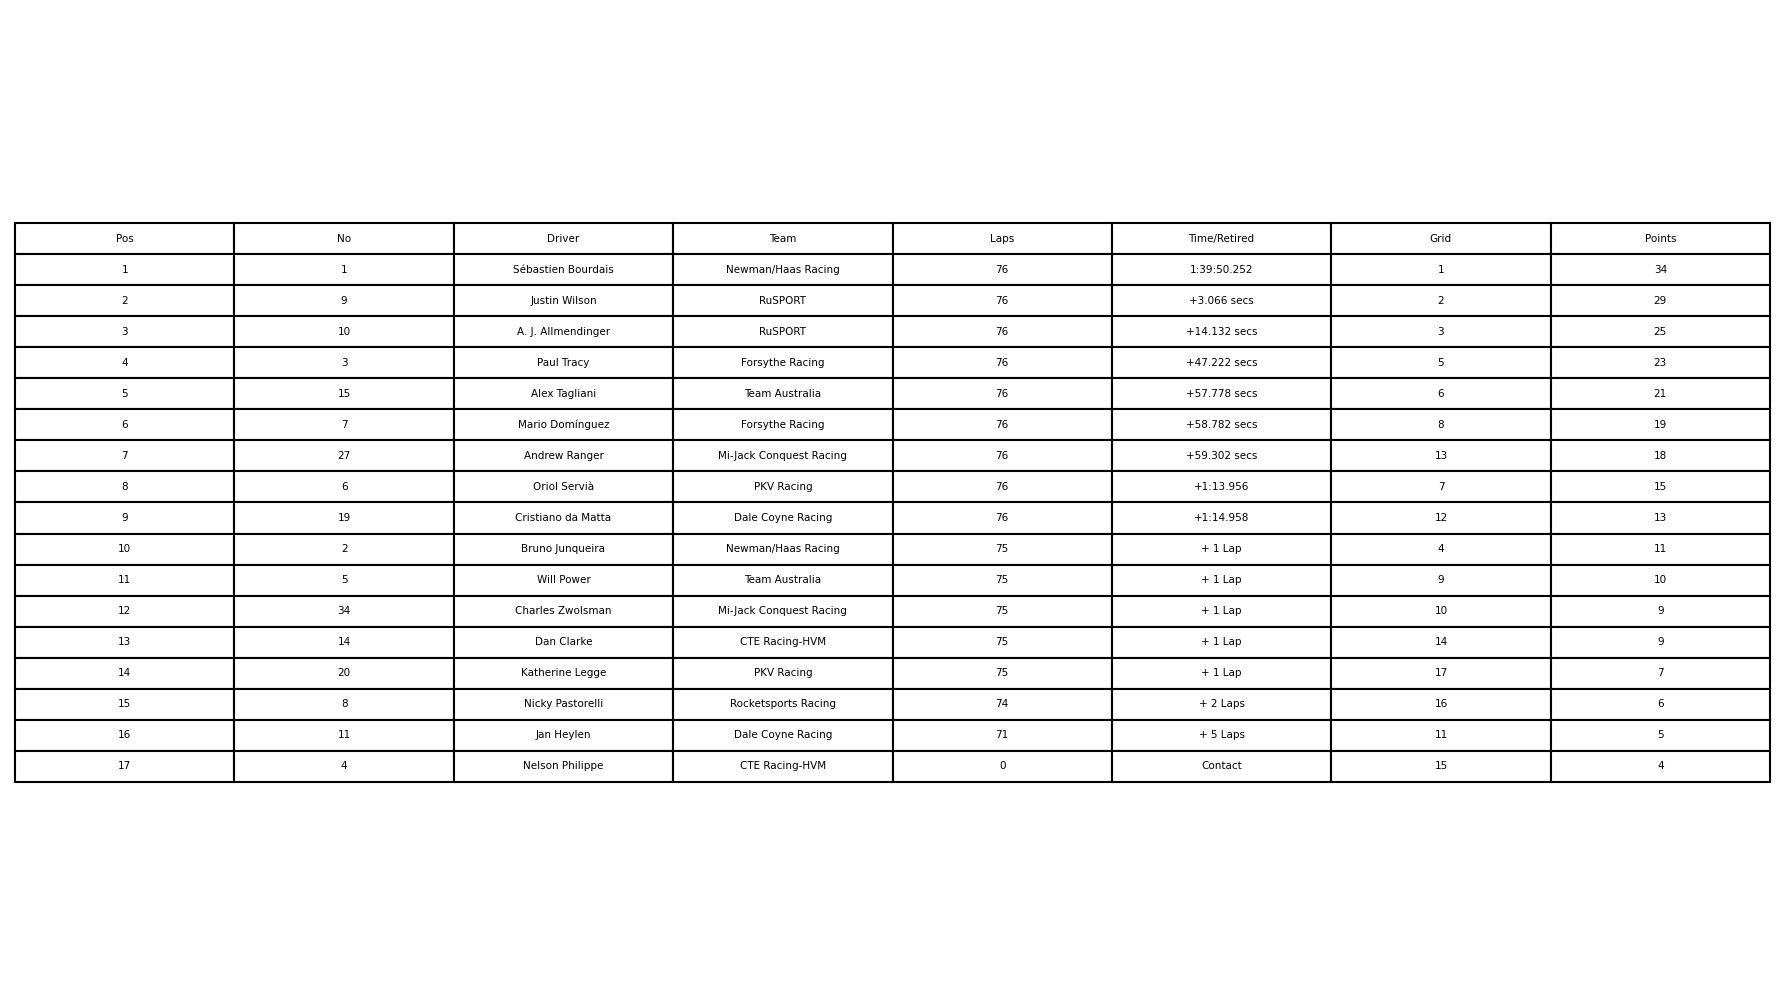 Pos No Driver Team Laps Time/Retired Grid Points
1 1 Sébastien Bourdais Newman/Haas Racing 76 1:39:50.252 1 34
2 9 Justin Wilson RuSPORT 76 +3.066 secs 2 29
3 10 A. J. Allmendinger RuSPORT 76 +14.132 secs 3 25
4 3 Paul Tracy Forsythe Racing 76 +47.222 secs 5 23
5 15 Alex Tagliani Team Australia 76 +57.778 secs 6 21
6 7 Mario Domínguez Forsythe Racing 76 +58.782 secs 8 19
7 27 Andrew Ranger Mi-Jack Conquest Racing 76 +59.302 secs 13 18
8 6 Oriol Servià PKV Racing 76 +1:13.956 7 15
9 19 Cristiano da Matta Dale Coyne Racing 76 +1:14.958 12 13
10 2 Bruno Junqueira Newman/Haas Racing 75 + 1 Lap 4 11
11 5 Will Power Team Australia 75 + 1 Lap 9 10
12 34 Charles Zwolsman Mi-Jack Conquest Racing 75 + 1 Lap 10 9
13 14 Dan Clarke CTE Racing-HVM 75 + 1 Lap 14 9
14 20 Katherine Legge PKV Racing 75 + 1 Lap 17 7
15 8 Nicky Pastorelli Rocketsports Racing 74 + 2 Laps 16 6
16 11 Jan Heylen Dale Coyne Racing 71 + 5 Laps 11 5
17 4 Nelson Philippe CTE Racing-HVM 0 Contact 15 4